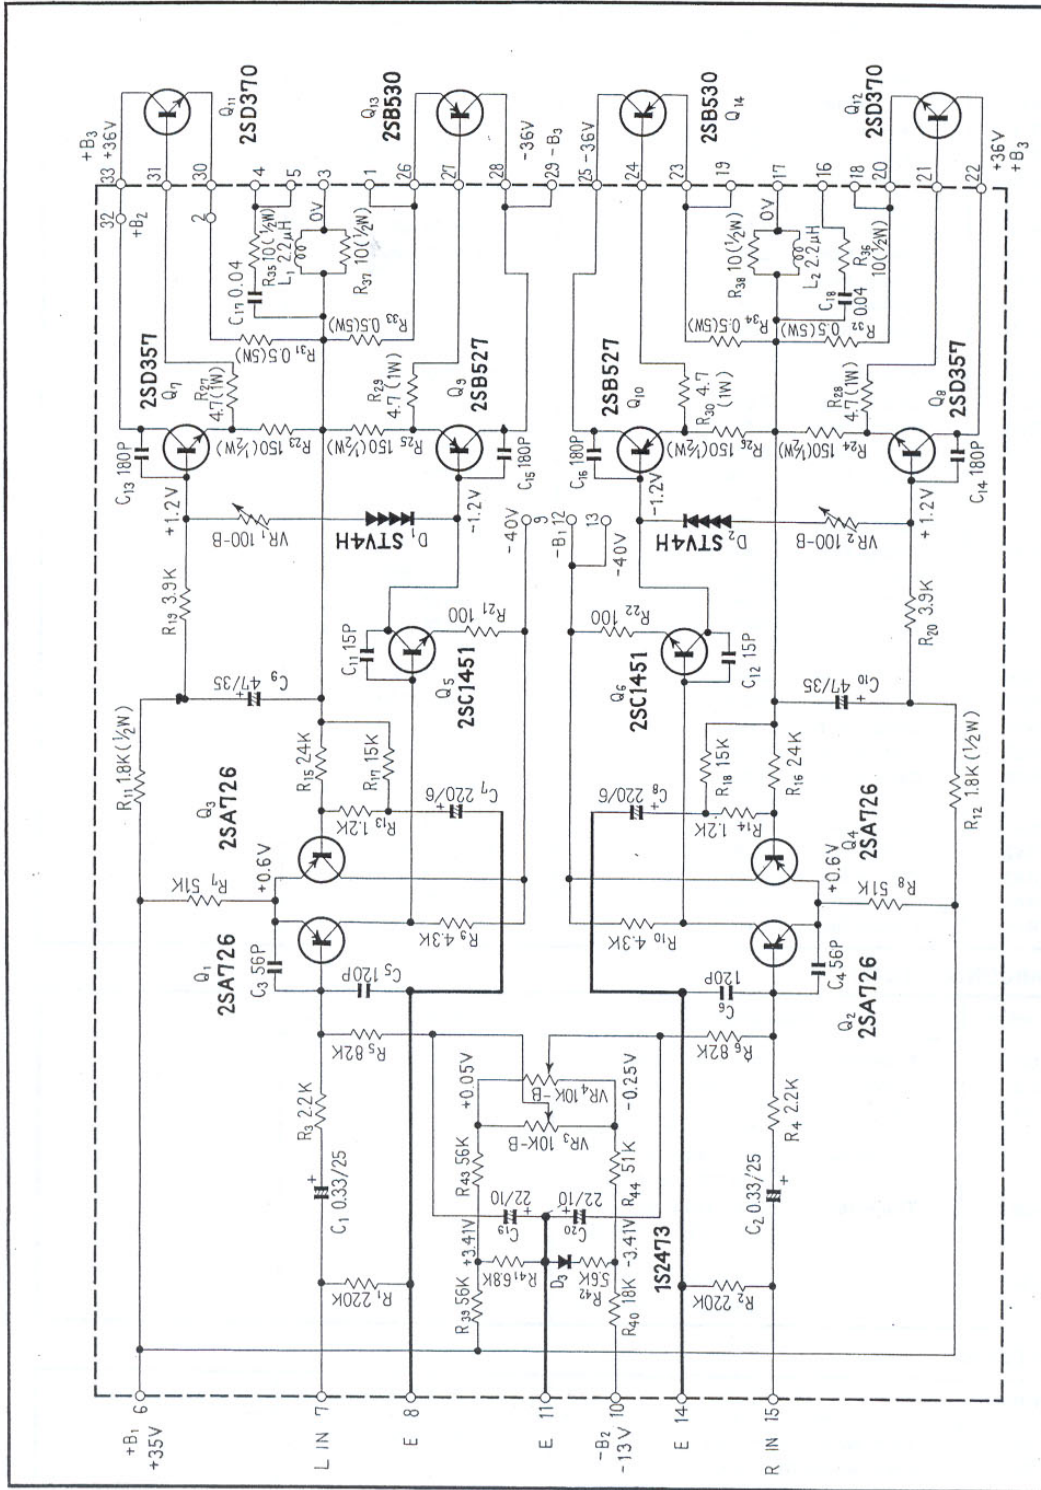 +B₁
+35V
6
L IN
7
E
8
E
11
-B₂
-13V
10
E
14
R IN
15
R₁ 220K
C₁ 0.33/25
+
R₃ 2.2K
R₅ 82K
C₃ 56P
C₅ 120P
Q₁
2SA726
R₇ 51K
+0.6V
R₉ 4.3K
Q₃
2SA726
R₁₁ 1.8K (½W)
R₁₃ 1.2K
R₁₅ 24K
R₁₇ 15K
C₇ 220/6
+
C₉ 47/35
+
R₁₉ 3.9K
C₁₁ 15P
Q₅
2SC1451
R₂₁ 100
-40V
9
VR₁ 100-B
D₁ STV4H
+1.2V
-1.2V
C₁₃ 180P
Q₇
2SD357
R₂₃ 150(½W)
R₂₅ 150(½W)
R₂₇ 4.7(1W)
R₂₉ 4.7(1W)
C₁₅ 180P
Q₉
2SB527
R₃₁ 0.5(5W)
R₃₃ 0.5(5W)
C₁₇ 0.04
R₃₅ 10(½W)
L₁ 2.2μH
R₃₇ 10(½W)
0V
32
+B₂
2
33
+B₃
+36V
31
30
4
5
3
1
26
27
28
29
-B₃
-36V
Q₁₁
2SD370
Q₁₃
2SB530
R₃₉ 56K
R₄₁ 6.8K
+3.41V
R₄₃ 56K
+0.05V
C₁₉ 22/10
+
C₂₀ 22/10
+
D₃
1S2473
R₄₂ 5.6K
R₄₀ 18K
-3.41V
R₄₄ 51K
-0.25V
VR₃ 10K-B
VR₄ 10K-B
R₂ 220K
C₂ 0.33/25
+
R₄ 2.2K
R₆ 82K
C₆ 120P
C₄ 56P
Q₂
2SA726
R₁₀ 4.3K
+0.6V
R₈ 51K
Q₄
2SA726
R₁₂ 1.8K (½W)
R₁₄ 1.2K
R₁₆ 24K
R₁₈ 15K
C₈ 220/6
+
C₁₀ 47/35
+
R₂₀ 3.9K
C₁₂ 15P
Q₆
2SC1451
R₂₂ 100
-B₁
12
13
-40V
D₂ STV4H
VR₂ 100-B
-1.2V
+1.2V
C₁₆ 180P
Q₁₀
2SB527
R₂₆ 150(½W)
R₂₄ 150(½W)
R₃₀ 4.7
(1W)
R₂₈ 4.7(1W)
Q₈
2SD357
C₁₄ 180P
R₃₄ 0.5(5W)
R₃₂ 0.5(5W)
R₃₈ 10(½W)
L₂ 2.2μH
C₁₈ 0.04
R₃₆ 10(½W)
0V
25
-36V
24
23
19
17
16
18
20
21
22
+36V
+B₃
Q₁₄
2SB530
Q₁₂
2SD370